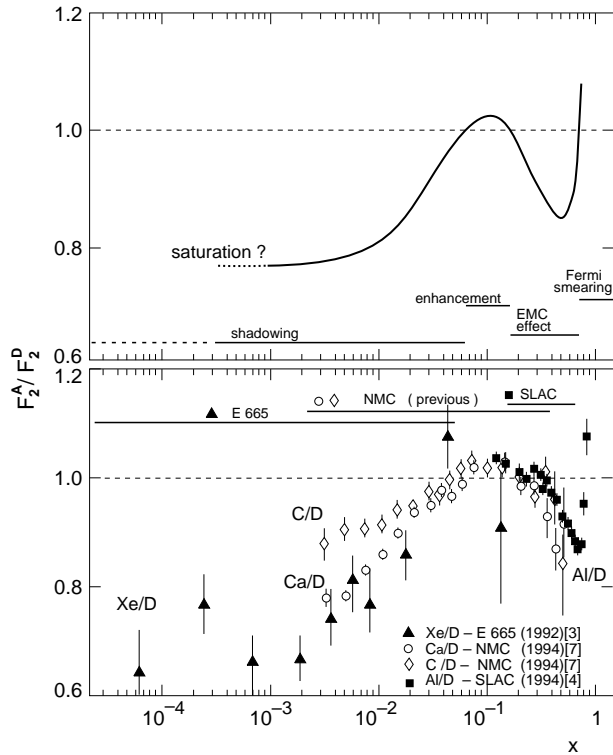 1.2
1.0
0.8
0.6
saturation ?
shadowing
enhancement
EMC
effect
Fermi
smearing
F₂ᴬ/ F₂ᴰ
1.2
1.0
0.8
0.6
E 665
NMC ( previous )
SLAC
C/D
Ca/D
Xe/D
Al/D
Xe/D – E 665 (1992)[3]
Ca/D – NMC (1994)[7]
C /D – NMC (1994)[7]
Al/D – SLAC (1994)[4]
10⁻⁴ 10⁻³ 10⁻² 10⁻¹ 1
x